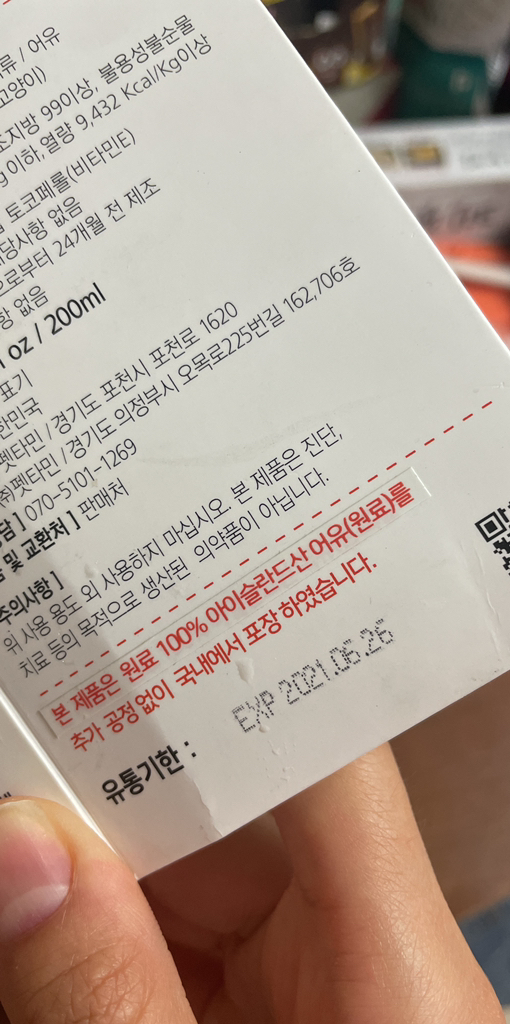 류 / 어유
고양이)
조지방 99이상, 불용성불순물
이하, 열량 9,432 Kcal/Kg이상
토코페롤(비타민E)
해당사항 없음
으로부터 24개월 전 제조
항 없음
oz / 200ml
표기
한민국
펫타민 / 경기도 포천시 포천로 1620
㈜펫타민 / 경기도 의정부시 오목로225번길 162,706호
담 ] 070-5101-1269
및 교환처 ] 판매처
주의사항 ]
위 사용 용도 외 사용하지 마십시오. 본 제품은 진단,
치료 등의 목적으로 생산된 의약품이 아닙니다.
본 제품은 원료 100% 아이슬란드산 어유(원료)를
추가 공정 없이 국내에서 포장 하였습니다.
유통기한 : EXP 2021.06.26